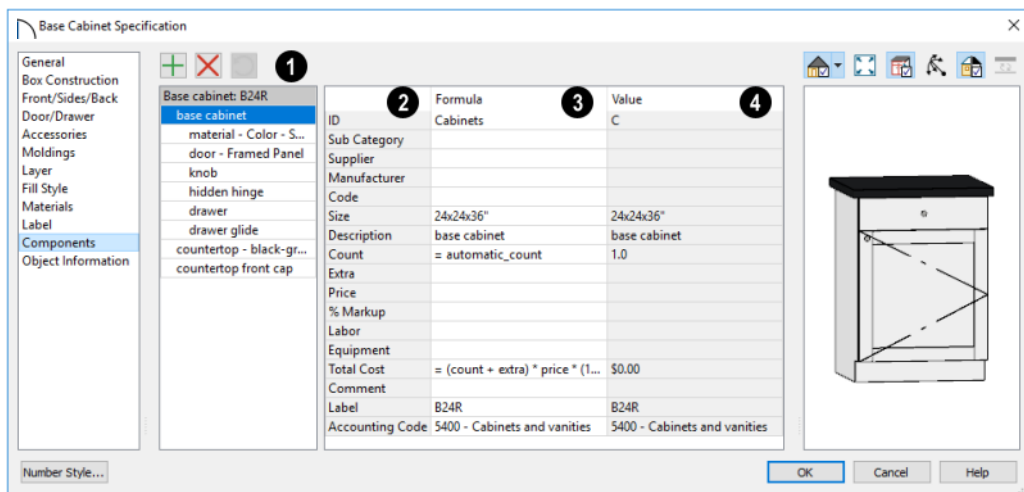 Base Cabinet Specification
General
Box Construction
Front/Sides/Back
Door/Drawer
Accessories
Moldings
Layer
Fill Style
Materials
Label
Components
Object Information
1
Base cabinet: B24R
base cabinet
material - Color - S...
door - Framed Panel
knob
hidden hinge
drawer
drawer glide
countertop - black-gr...
countertop front cap
2 Formula 3 Value 4
ID Cabinets C
Sub Category
Supplier
Manufacturer
Code
Size 24x24x36" 24x24x36"
Description base cabinet base cabinet
Count = automatic_count 1.0
Extra
Price
% Markup
Labor
Equipment
Total Cost = (count + extra) * price * (1... $0.00
Comment
Label B24R B24R
Accounting Code 5400 - Cabinets and vanities 5400 - Cabinets and vanities
Number Style... OK Cancel Help